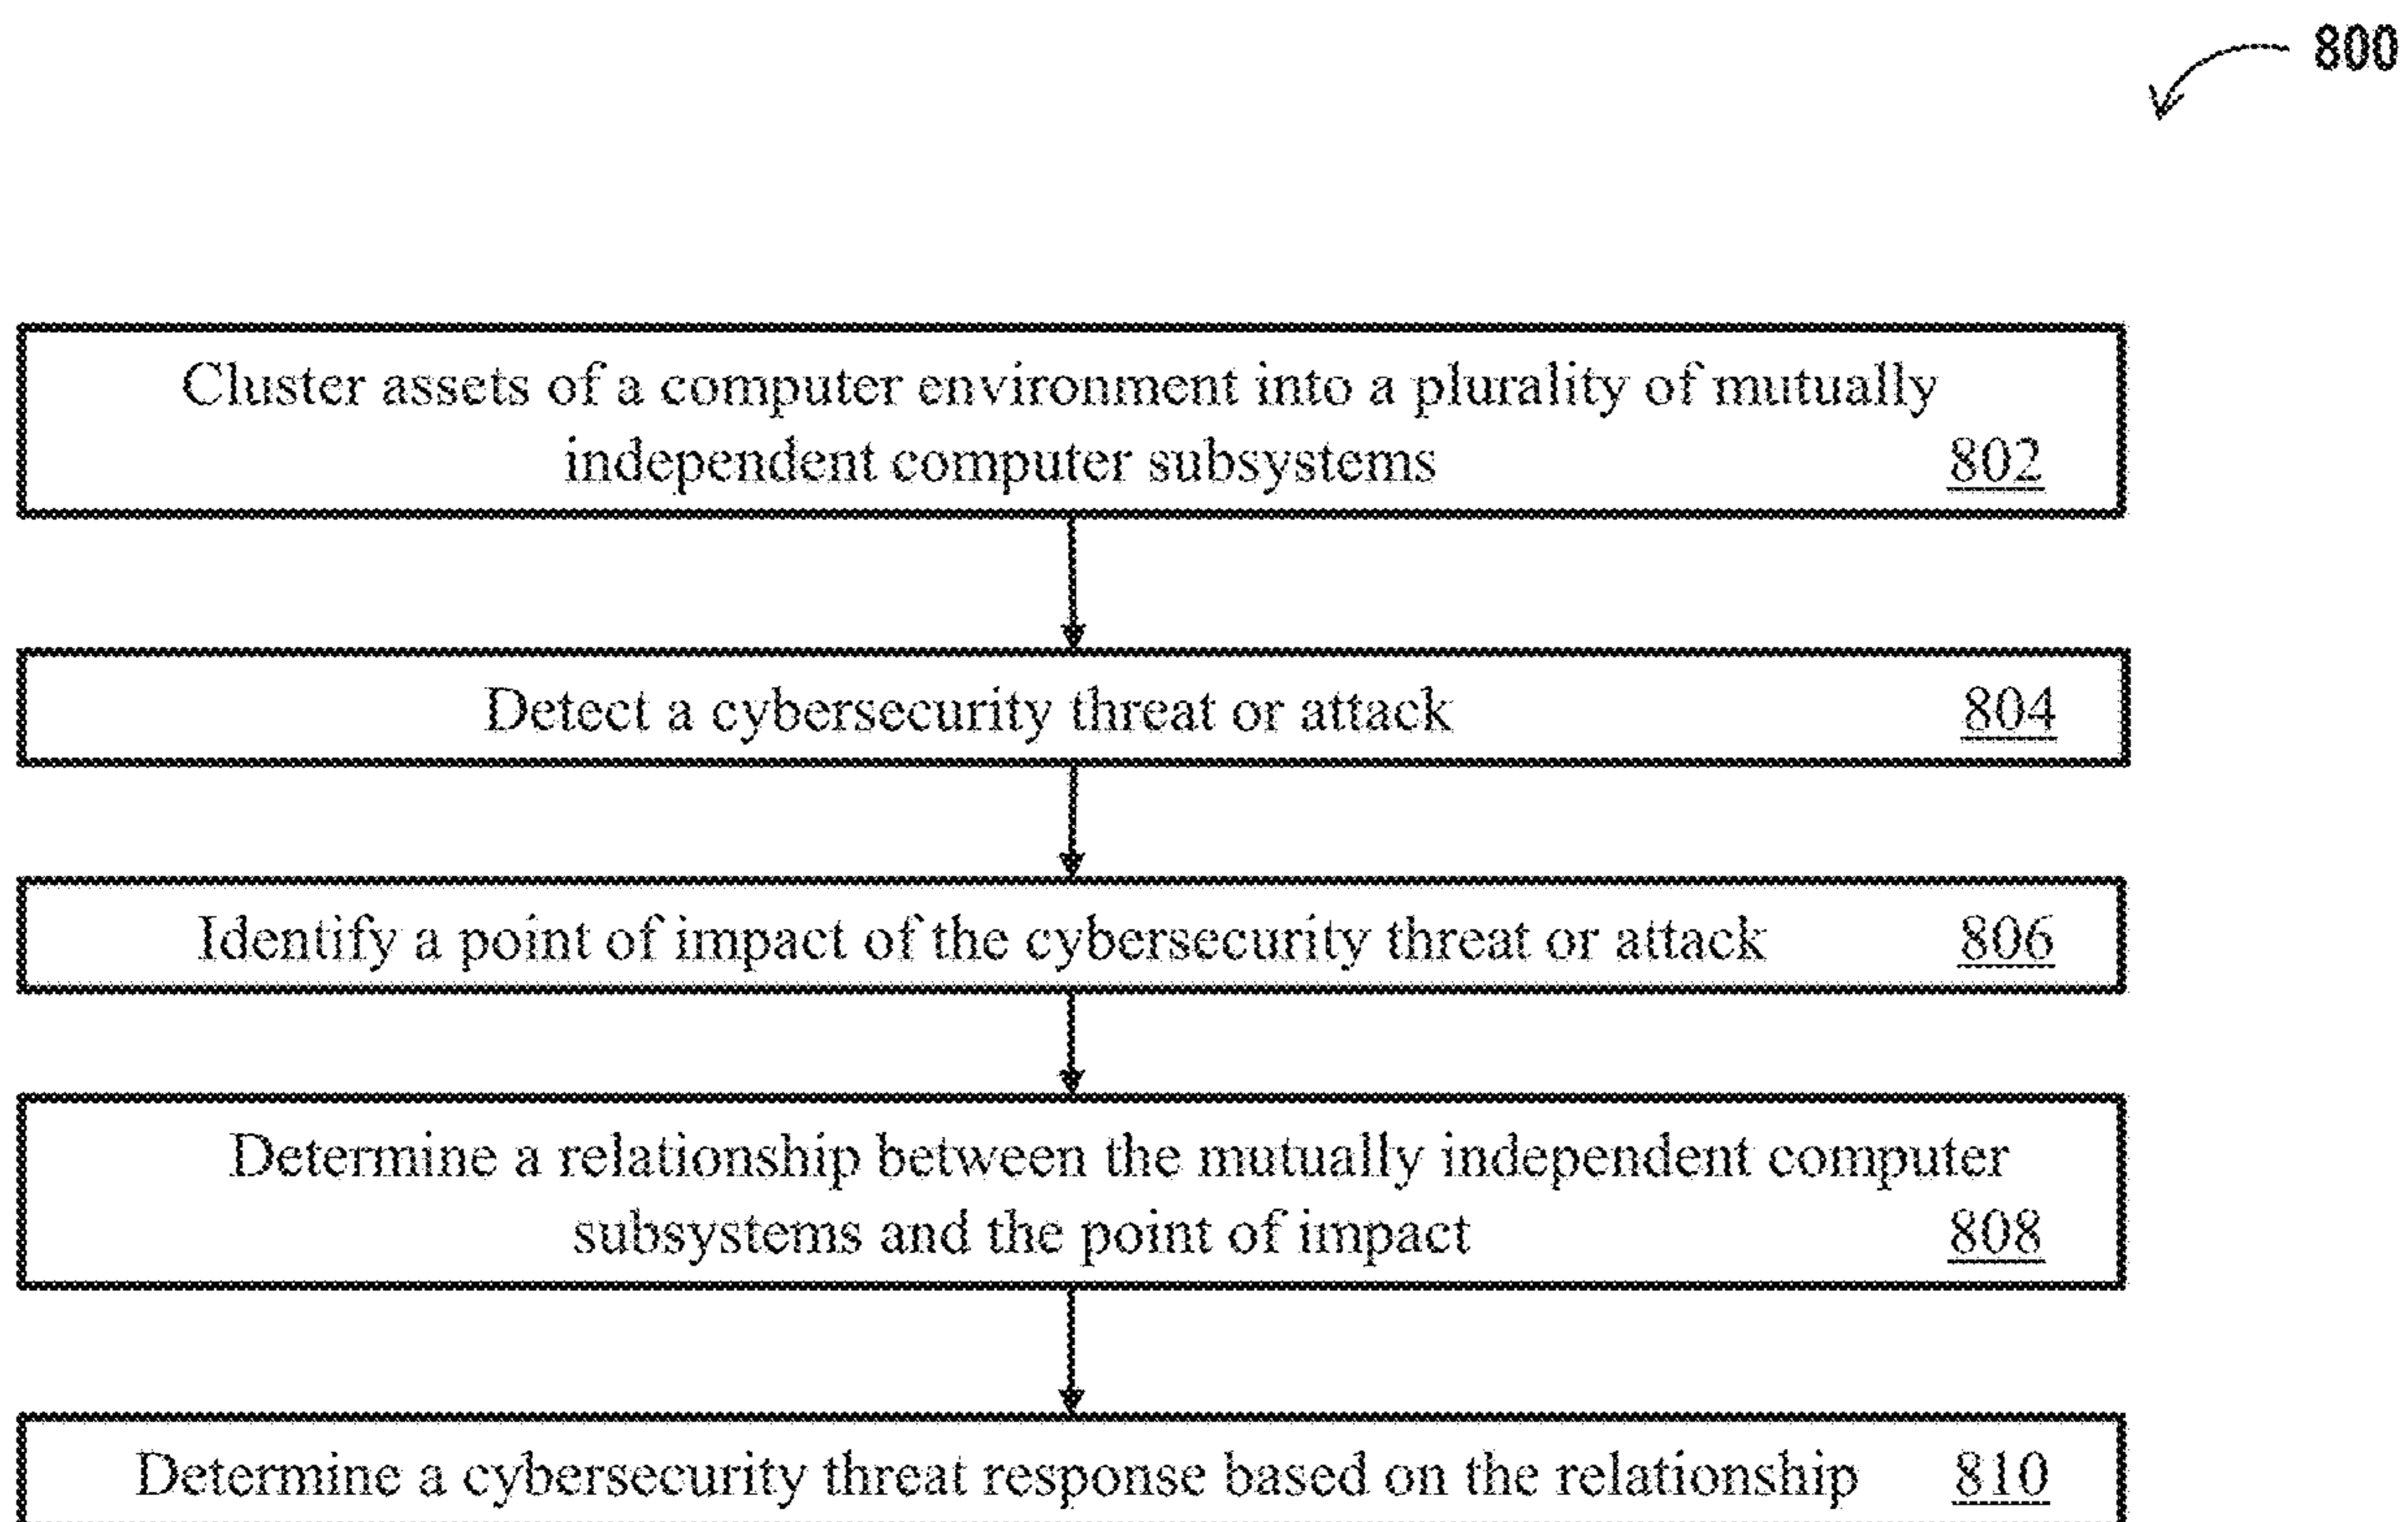 800
Cluster assets of a computer environment into a plurality of mutually
independent computer subsystems 802
Detect a cybersecurity threat or attack 804
Identify a point of impact of the cybersecurity threat or attack 806
Determine a relationship between the mutually independent computer
subsystems and the point of impact 808
Determine a cybersecurity threat response based on the relationship 810